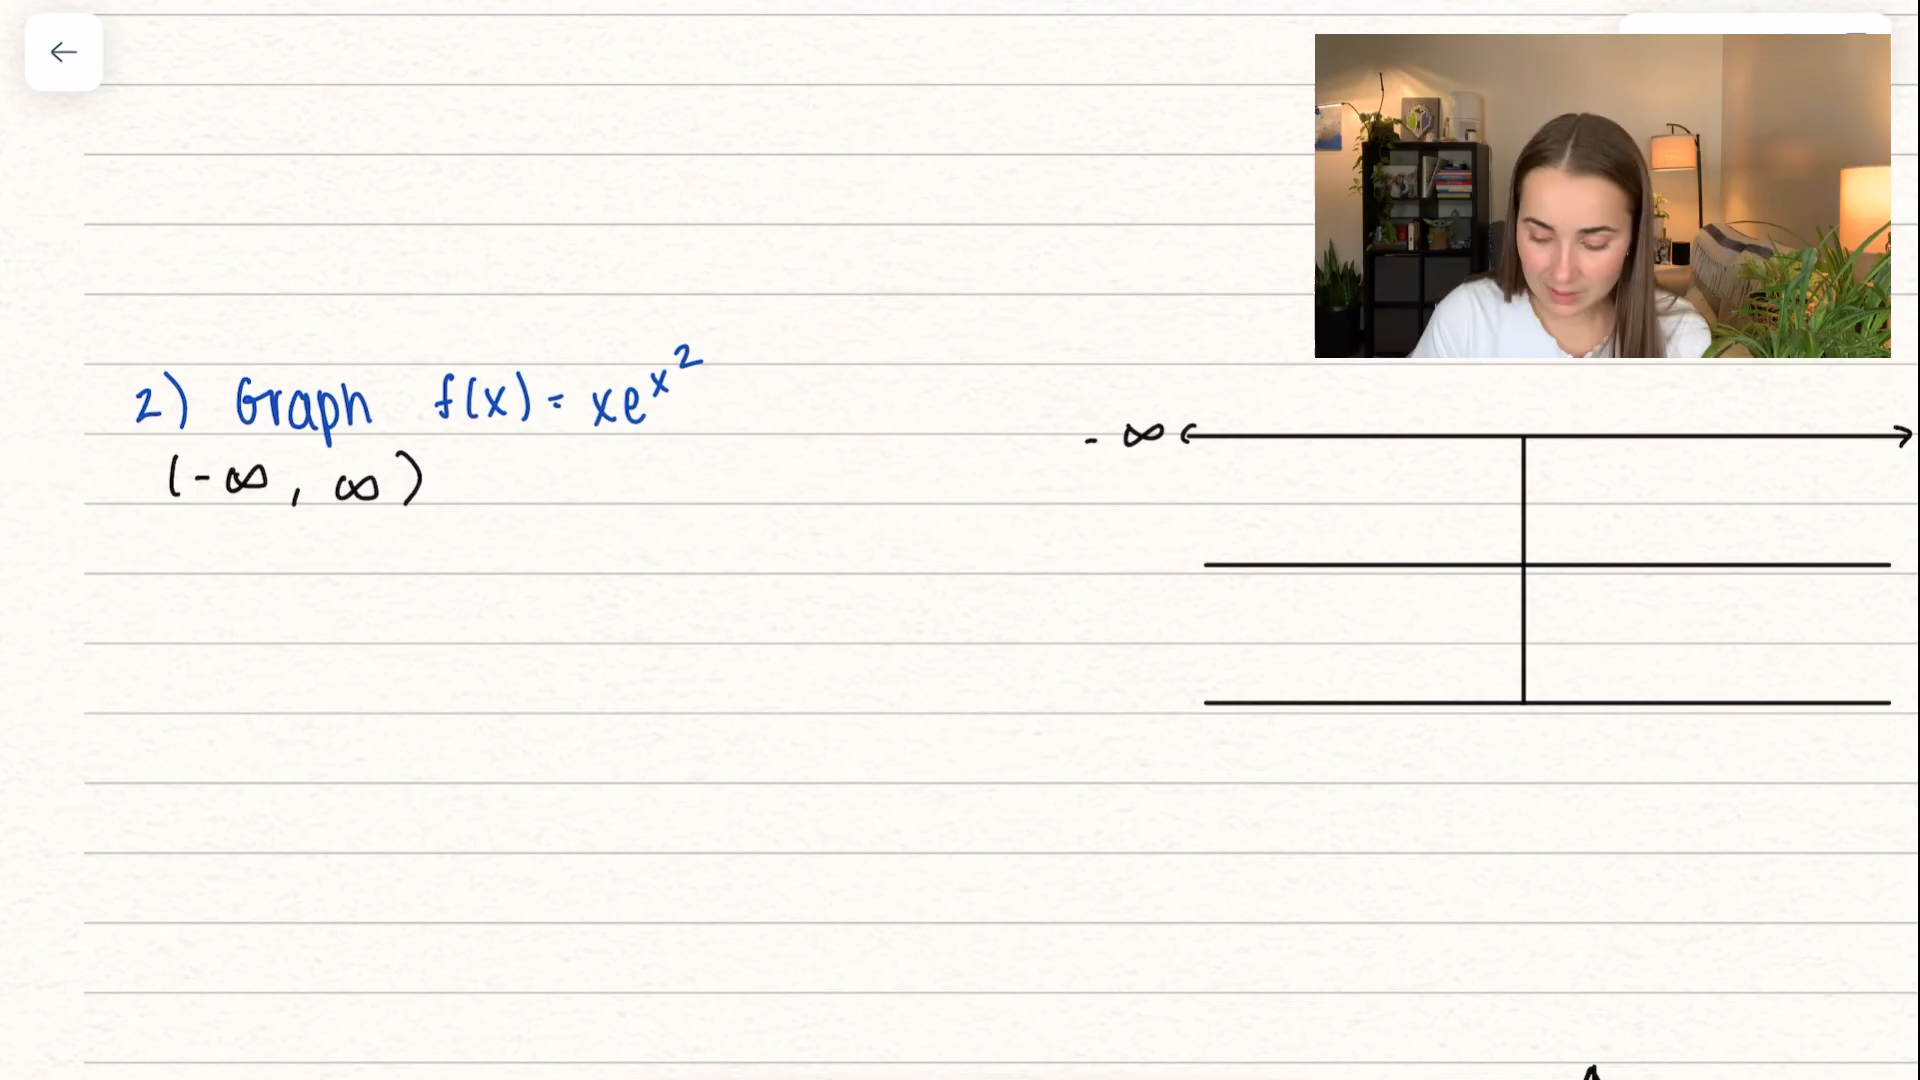 2) Graph f(x) = xe^x^2
(-∞, ∞)
- ∞